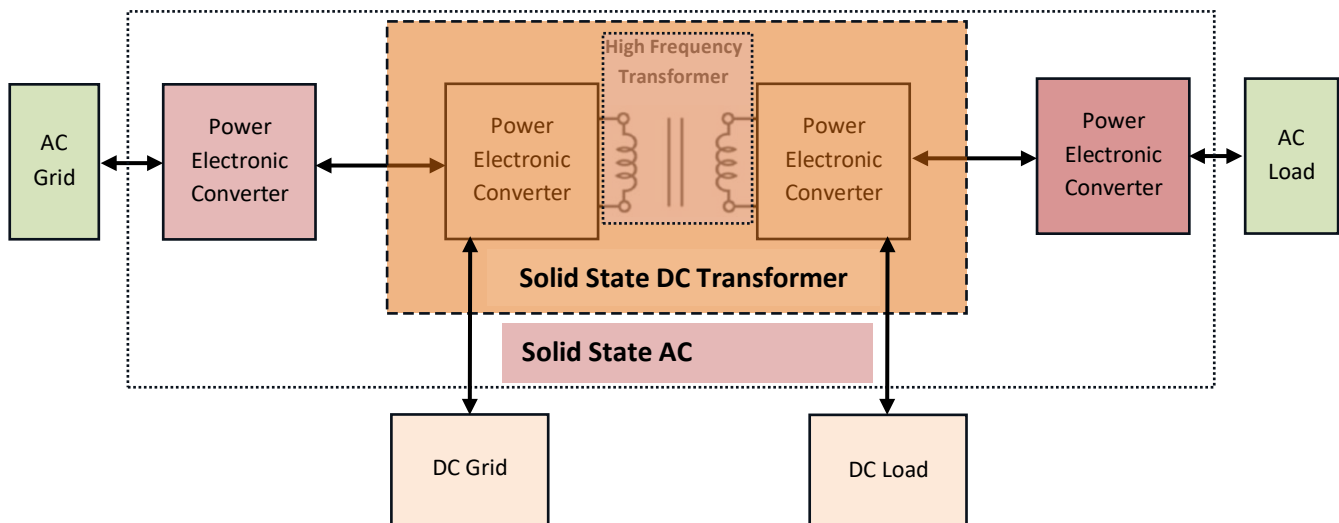 High Frequency
Transformer
AC
Grid
Power
Electronic
Converter
Power
Electronic
Converter
Power
Electronic
Converter
Power
Electronic
Converter
AC
Load
Solid State DC Transformer
Solid State AC
DC Grid
DC Load